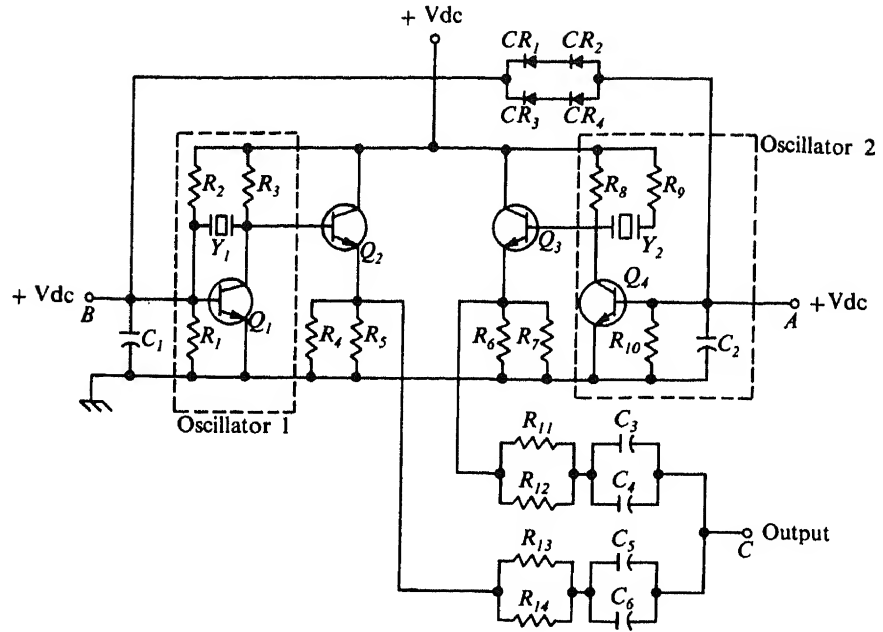 + Vdc
CR1 CR2
CR3 CR4
Oscillator 2
R2 R3 R8 R9
Y1 Q2 Q3 Y2
Q4
+ Vdc B A + Vdc
C1 R1 Q1 R4 R5 R6 R7 R10 C2
Oscillator 1
R11 C3
R12 C4
Output
C
R13 C5
R14 C6